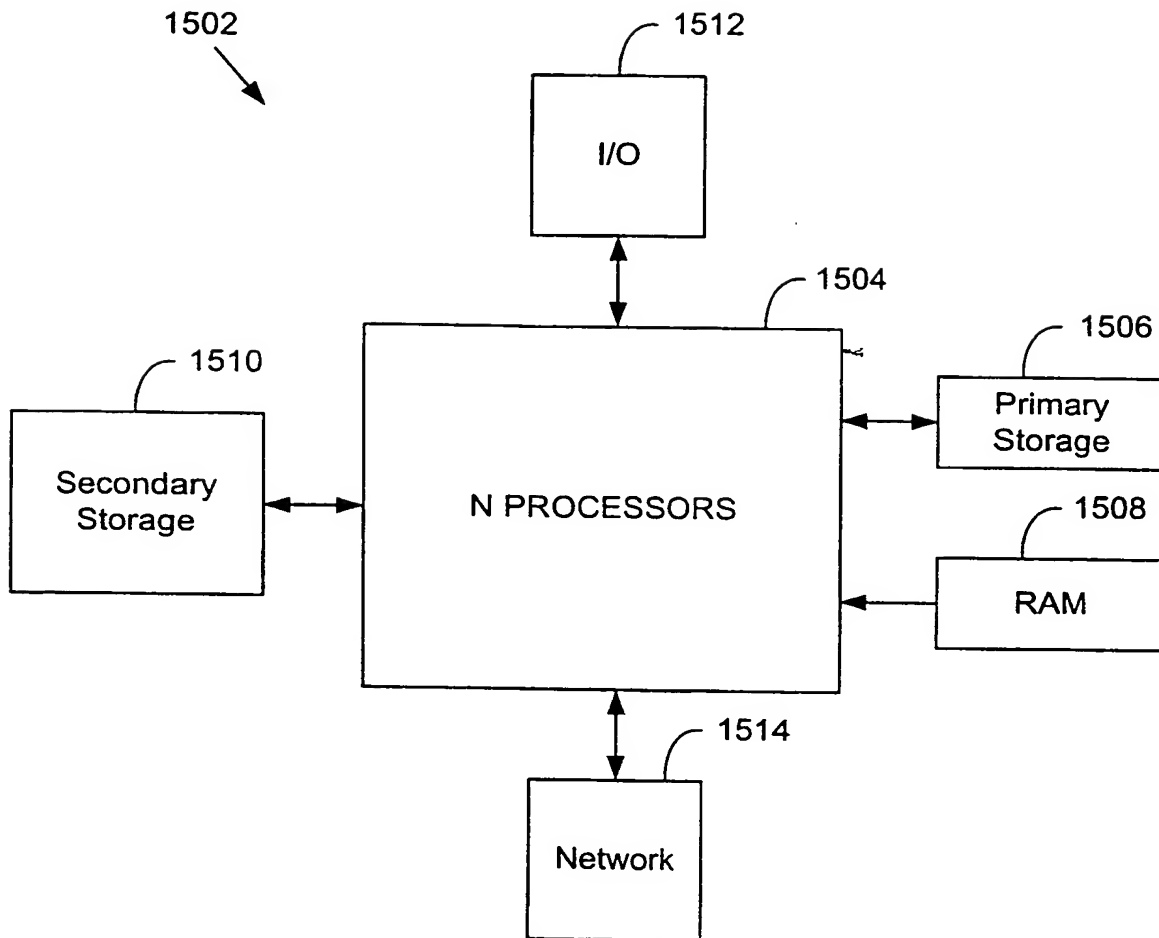 1502
1512
I/O
1504
1506
1510
Primary
Storage
Secondary
Storage
N PROCESSORS
1508
RAM
1514
Network